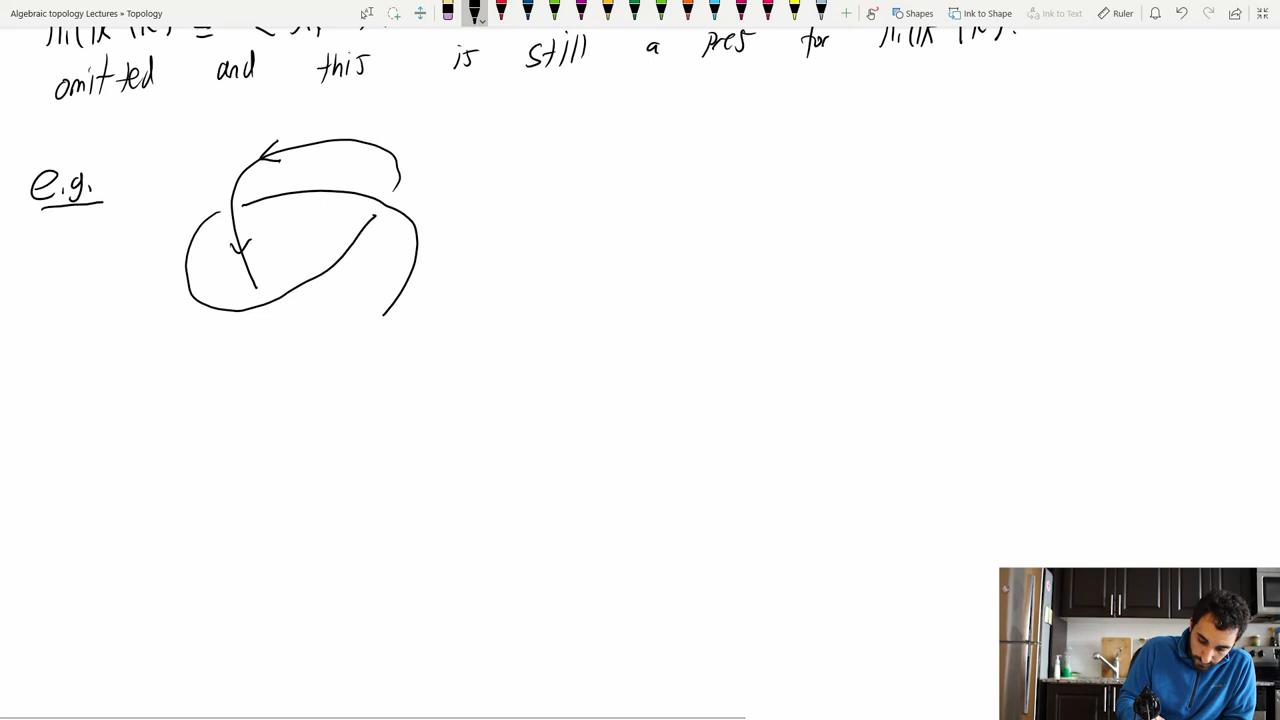 Algebraic topology Lectures » Topology
Shapes
Ink to Shape
Ink to Text
Ruler
omitted and this is still a pres for
e.g.